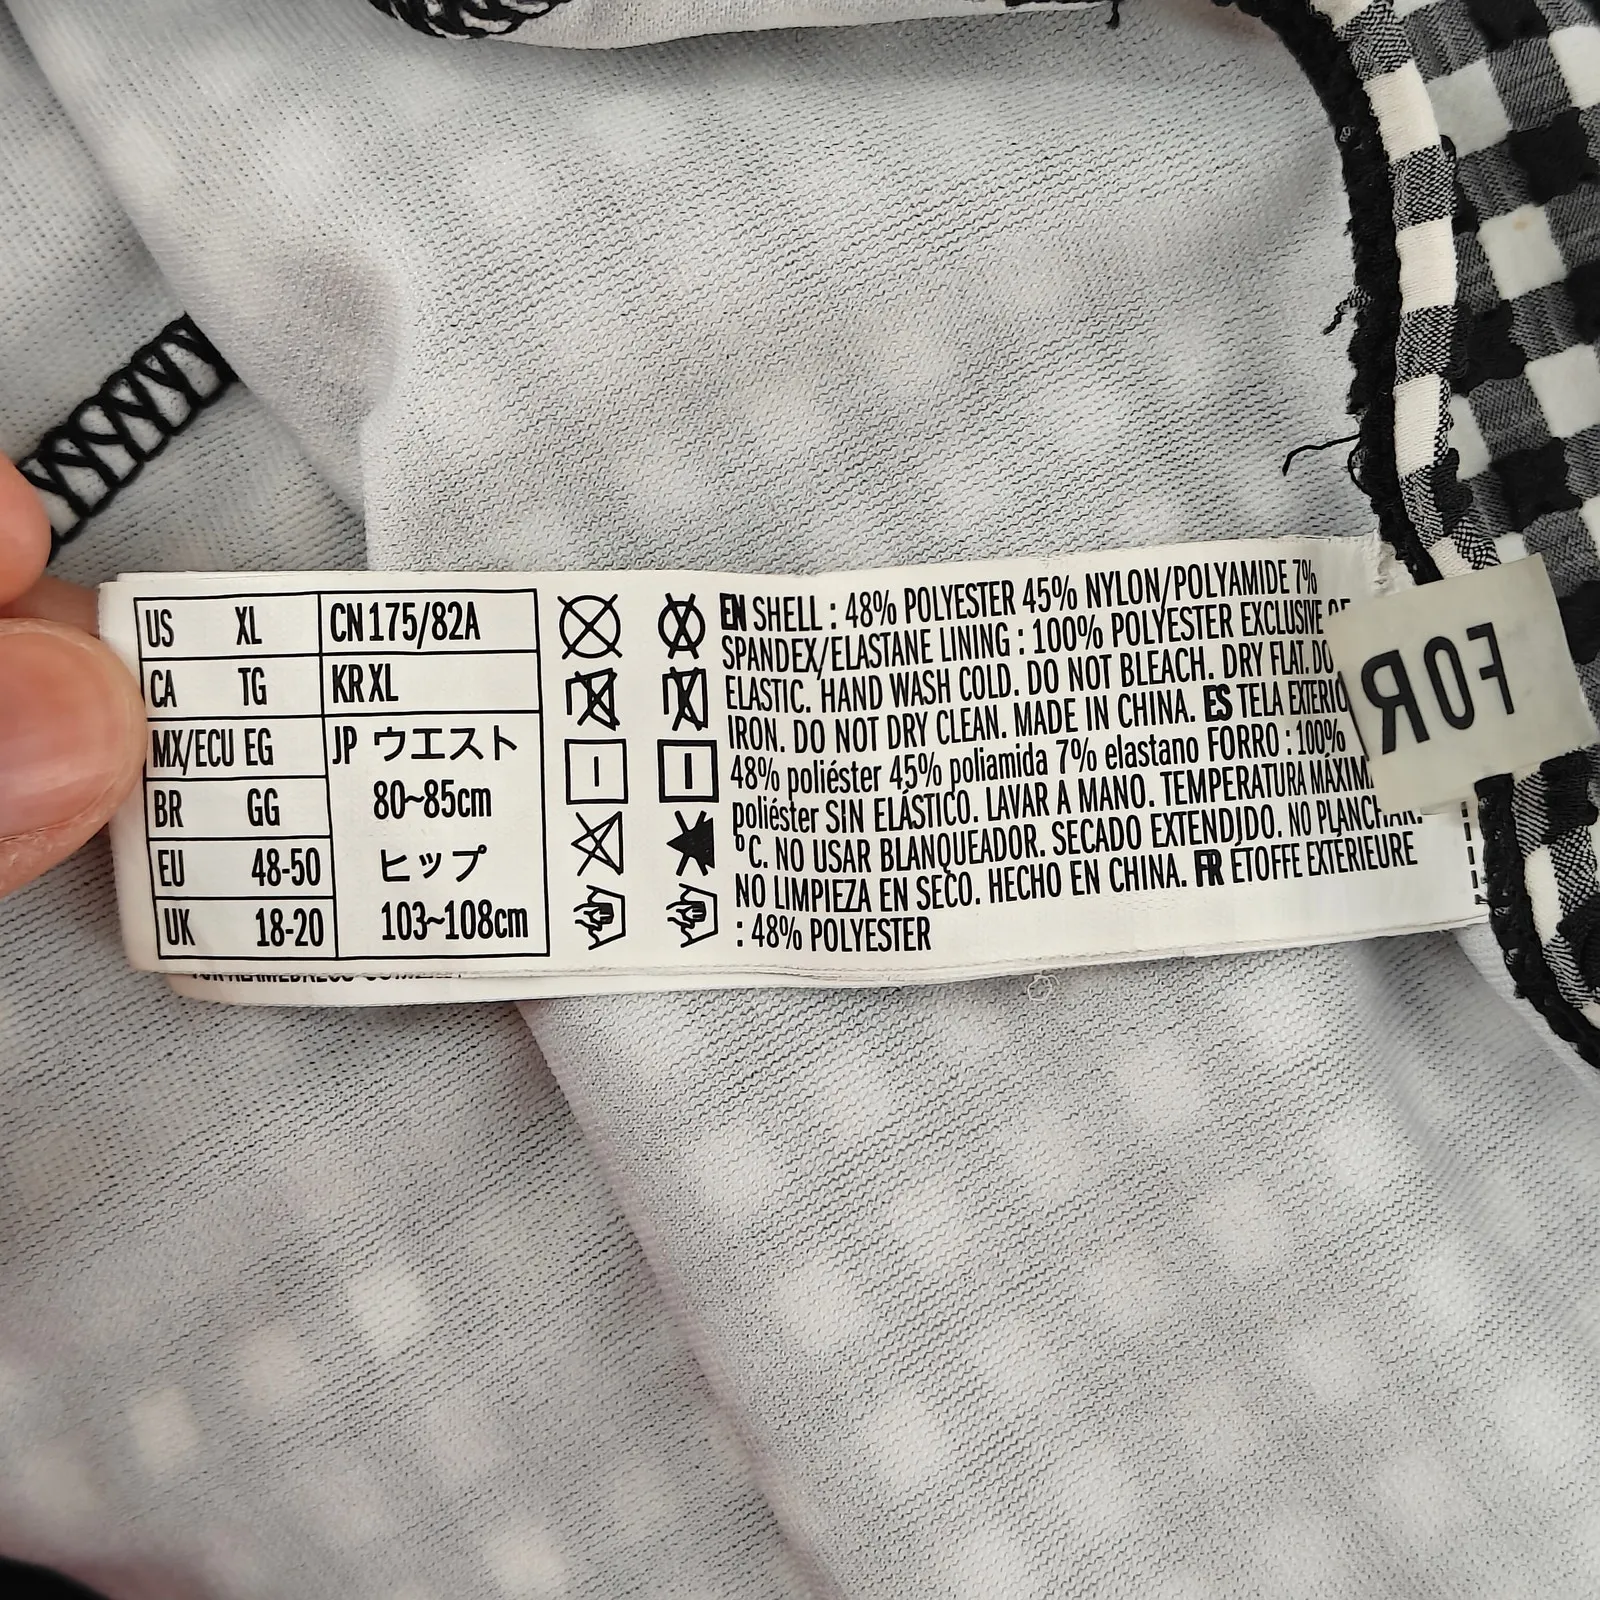 US XL
CN 175/82A
CA TG
KR XL
MX/ECU EG
JP ウエスト
80~85cm
ヒップ
103~108cm
BR GG
EU 48-50
UK 18-20
EN SHELL : 48% POLYESTER 45% NYLON/POLYAMIDE 7%
SPANDEX/ELASTANE LINING : 100% POLYESTER EXCLUSIVE OF
ELASTIC. HAND WASH COLD. DO NOT BLEACH. DRY FLAT. DO
IRON. DO NOT DRY CLEAN. MADE IN CHINA. ES TELA
48% poliéster 45% poliamida 7% elastano FORRO : 100%
poliéster SIN ELÁSTICO. LAVAR A MANO. TEMPERATURA
°C. NO USAR BLANQUEADOR. SECADO EXTENDIDO. NO PLANCHAR.
NO LIMPIEZA EN SECO. HECHO EN CHINA. FR ÉTOFFE EXTÉRIEURE
: 48% POLYESTER
FOR